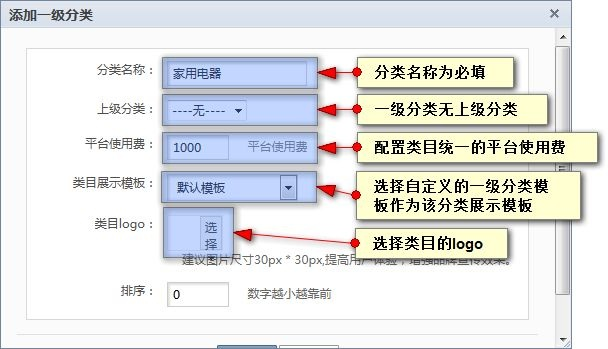 添加一级分类
分类名称： 家用电器 分类名称为必填
上级分类： ----无---- 一级分类无上级分类
平台使用费： 1000 平台使用费 配置类目统一的平台使用费
类目展示模板： 默认模板 选择自定义的一级分类模
板作为该分类展示模板
类目logo： 选
择 选择类目的logo
建议图片尺寸30px * 30px,提高用户体验，增强品牌宣传效果。
排序： 0 数字越小越靠前